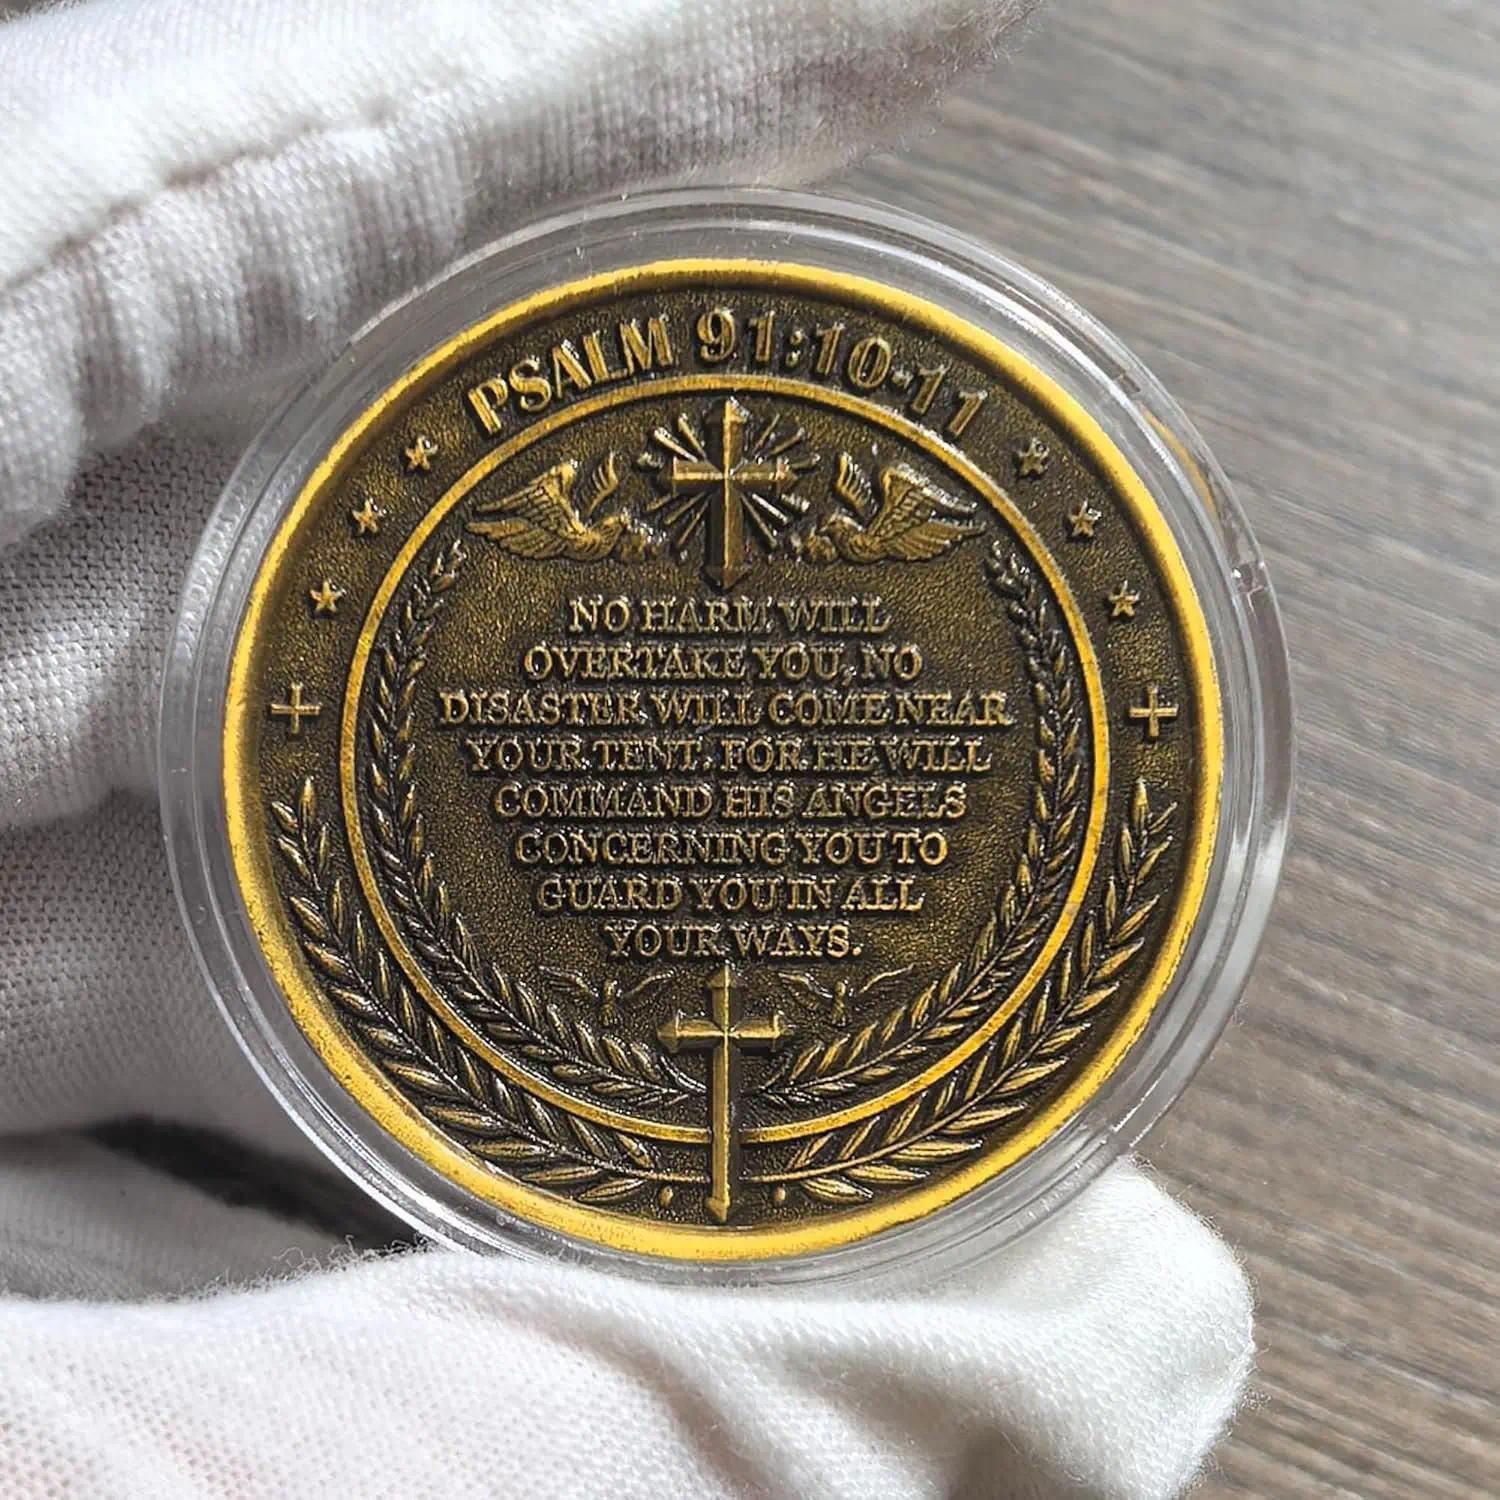 PSALM 91:10-11
NO HARM WILL
OVERTAKE YOU, NO
DISASTER WILL COME NEAR
YOUR TENT. FOR HE WILL
COMMAND HIS ANGELS
CONCERNING YOU TO
GUARD YOU IN ALL
YOUR WAYS.